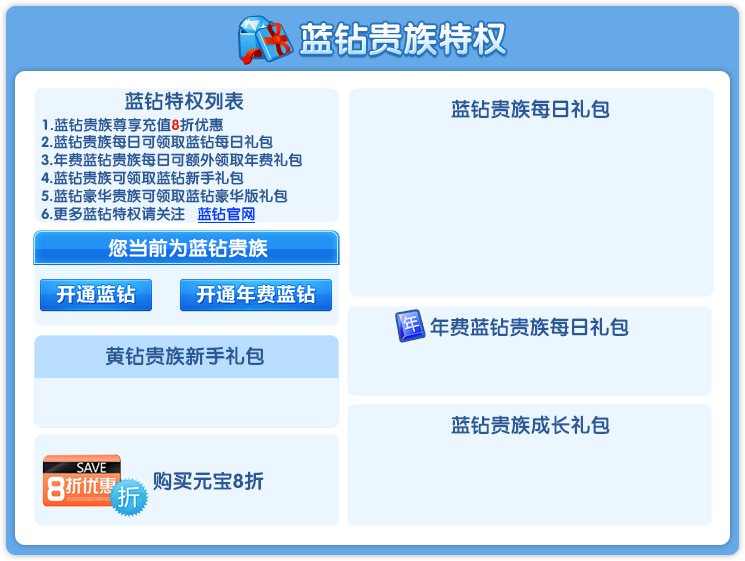 蓝钻贵族特权
蓝钻特权列表
1.蓝钻贵族尊享充值8折优惠
2.蓝钻贵族每日可领取蓝钻每日礼包
3.年费蓝钻贵族每日可额外领取年费礼包
4.蓝钻贵族可领取蓝钻新手礼包
5.蓝钻豪华贵族可领取蓝钻豪华版礼包
6.更多蓝钻特权请关注 蓝钻官网
您当前为蓝钻贵族
开通蓝钻 开通年费蓝钻
黄钻贵族新手礼包
SAVE
8折优惠
折
购买元宝8折
蓝钻贵族每日礼包
年
年费蓝钻贵族每日礼包
蓝钻贵族成长礼包